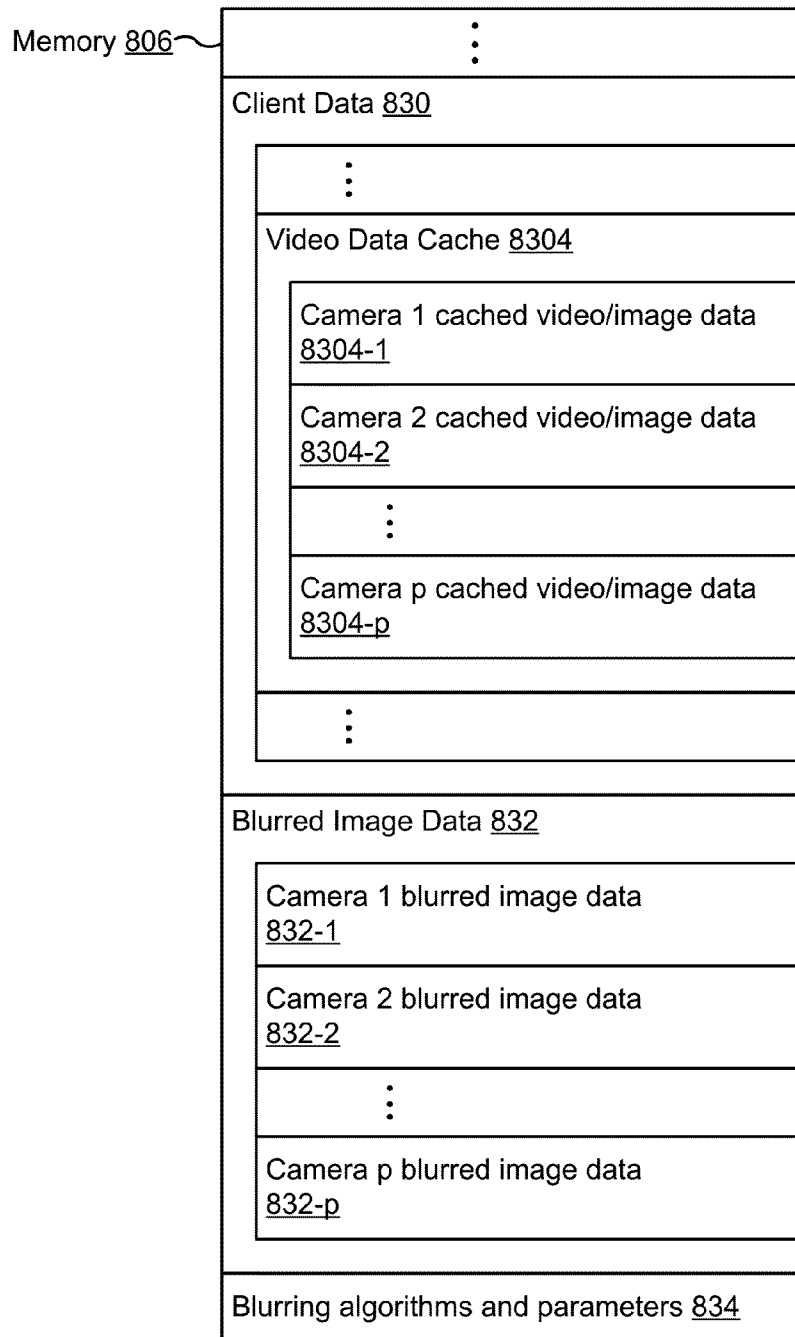 Memory 806
Client Data 830
Video Data Cache 8304
Camera 1 cached video/image data
8304-1
Camera 2 cached video/image data
8304-2
Camera p cached video/image data
8304-p
Blurred Image Data 832
Camera 1 blurred image data
832-1
Camera 2 blurred image data
832-2
Camera p blurred image data
832-p
Blurring algorithms and parameters 834